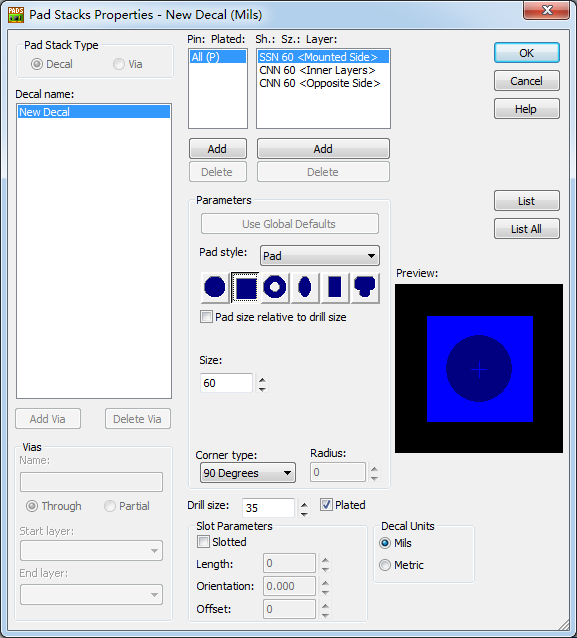 Pad Stacks Properties - New Decal (Mils)
Pad Stack Type
Decal
Via
Decal name:
New Decal
Add Via
Delete Via
Vias
Name:
Through
Partial
Start layer:
End layer:
Pin: Plated:
All (P)
Add
Delete
Sh.: Sz.: Layer:
SSN 60 <Mounted Side>
CNN 60 <Inner Layers>
CNN 60 <Opposite Side>
Add
Delete
Parameters
Use Global Defaults
Pad style:
Pad
Pad size relative to drill size
Size:
60
Corner type:
90 Degrees
Radius:
0
Drill size:
35
Plated
Slot Parameters
Slotted
Length:
0
Orientation:
0.000
Offset:
0
Decal Units
Mils
Metric
OK
Cancel
Help
List
List All
Preview:
PADS